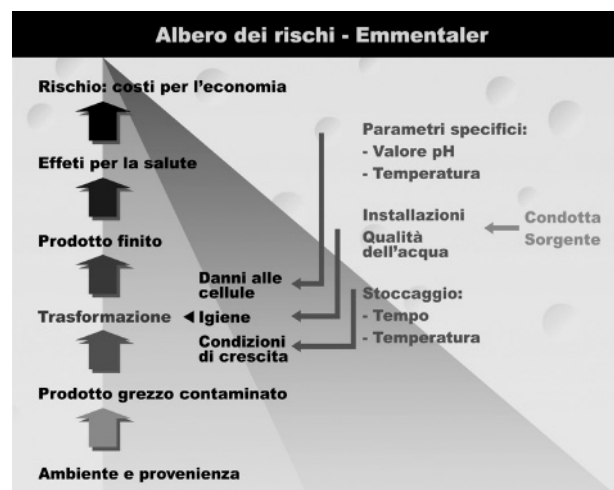 Albero dei rischi - Emmentaler
Rischio: costi per l'economia
Effeti per la salute
Prodotto finito
Trasformazione
Prodotto grezzo contaminato
Ambiente e provenienza
Danni alle
cellule
Igiene
Condizioni
di crescita
Parametri specifici:
- Valore pH
- Temperatura
Installazioni
Qualità
dell'acqua
Stoccaggio:
- Tempo
- Temperatura
Condotta
Sorgente